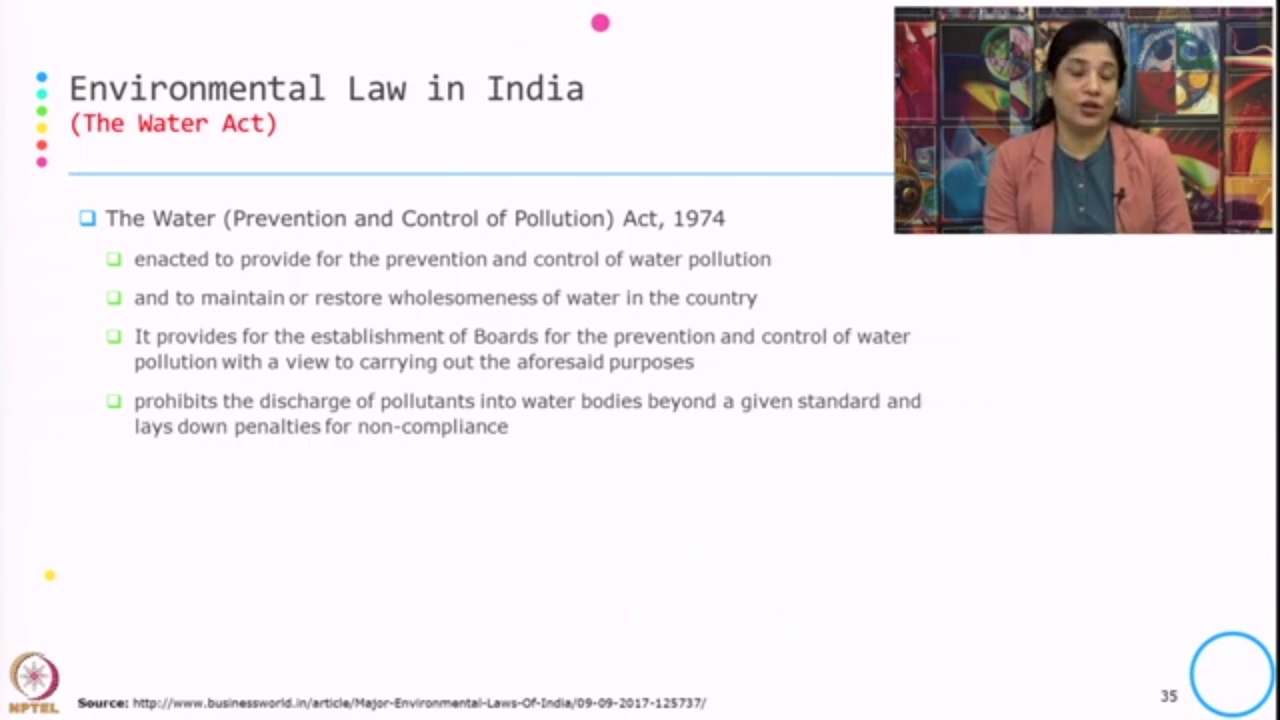 Environmental Law in India
(The Water Act)
The Water (Prevention and Control of Pollution) Act, 1974
enacted to provide for the prevention and control of water pollution
and to maintain or restore wholesomeness of water in the country
It provides for the establishment of Boards for the prevention and control of water
pollution with a view to carrying out the aforesaid purposes
prohibits the discharge of pollutants into water bodies beyond a given standard and
lays down penalties for non-compliance
NPTEL
Source: http://www.businessworld.in/article/Major-Environmental-Laws-Of-India/09-09-2017-125737/
35